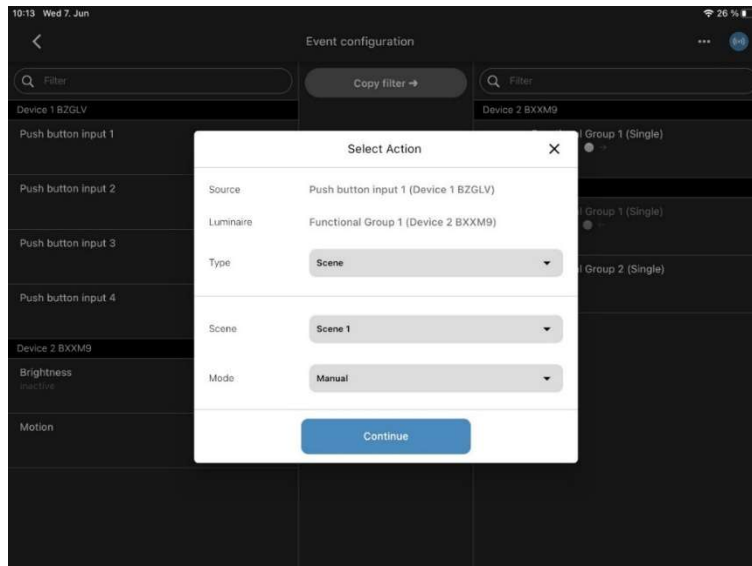 10:13 Wed 7. Jun
26 %
Event configuration
Filter
Copy filter →
Filter
Device 1 BZGLV
Device 2 BXXM9
Push button input 1
l Group 1 (Single)
Select Action
Push button input 2
Source Push button input 1 (Device 1 BZGLV)
l Group 1 (Single)
Luminaire Functional Group 1 (Device 2 BXXM9)
Push button input 3
Type Scene
l Group 2 (Single)
Push button input 4
Scene Scene 1
Device 2 BXXM9
Brightness
inactive
Mode Manual
Motion
Continue